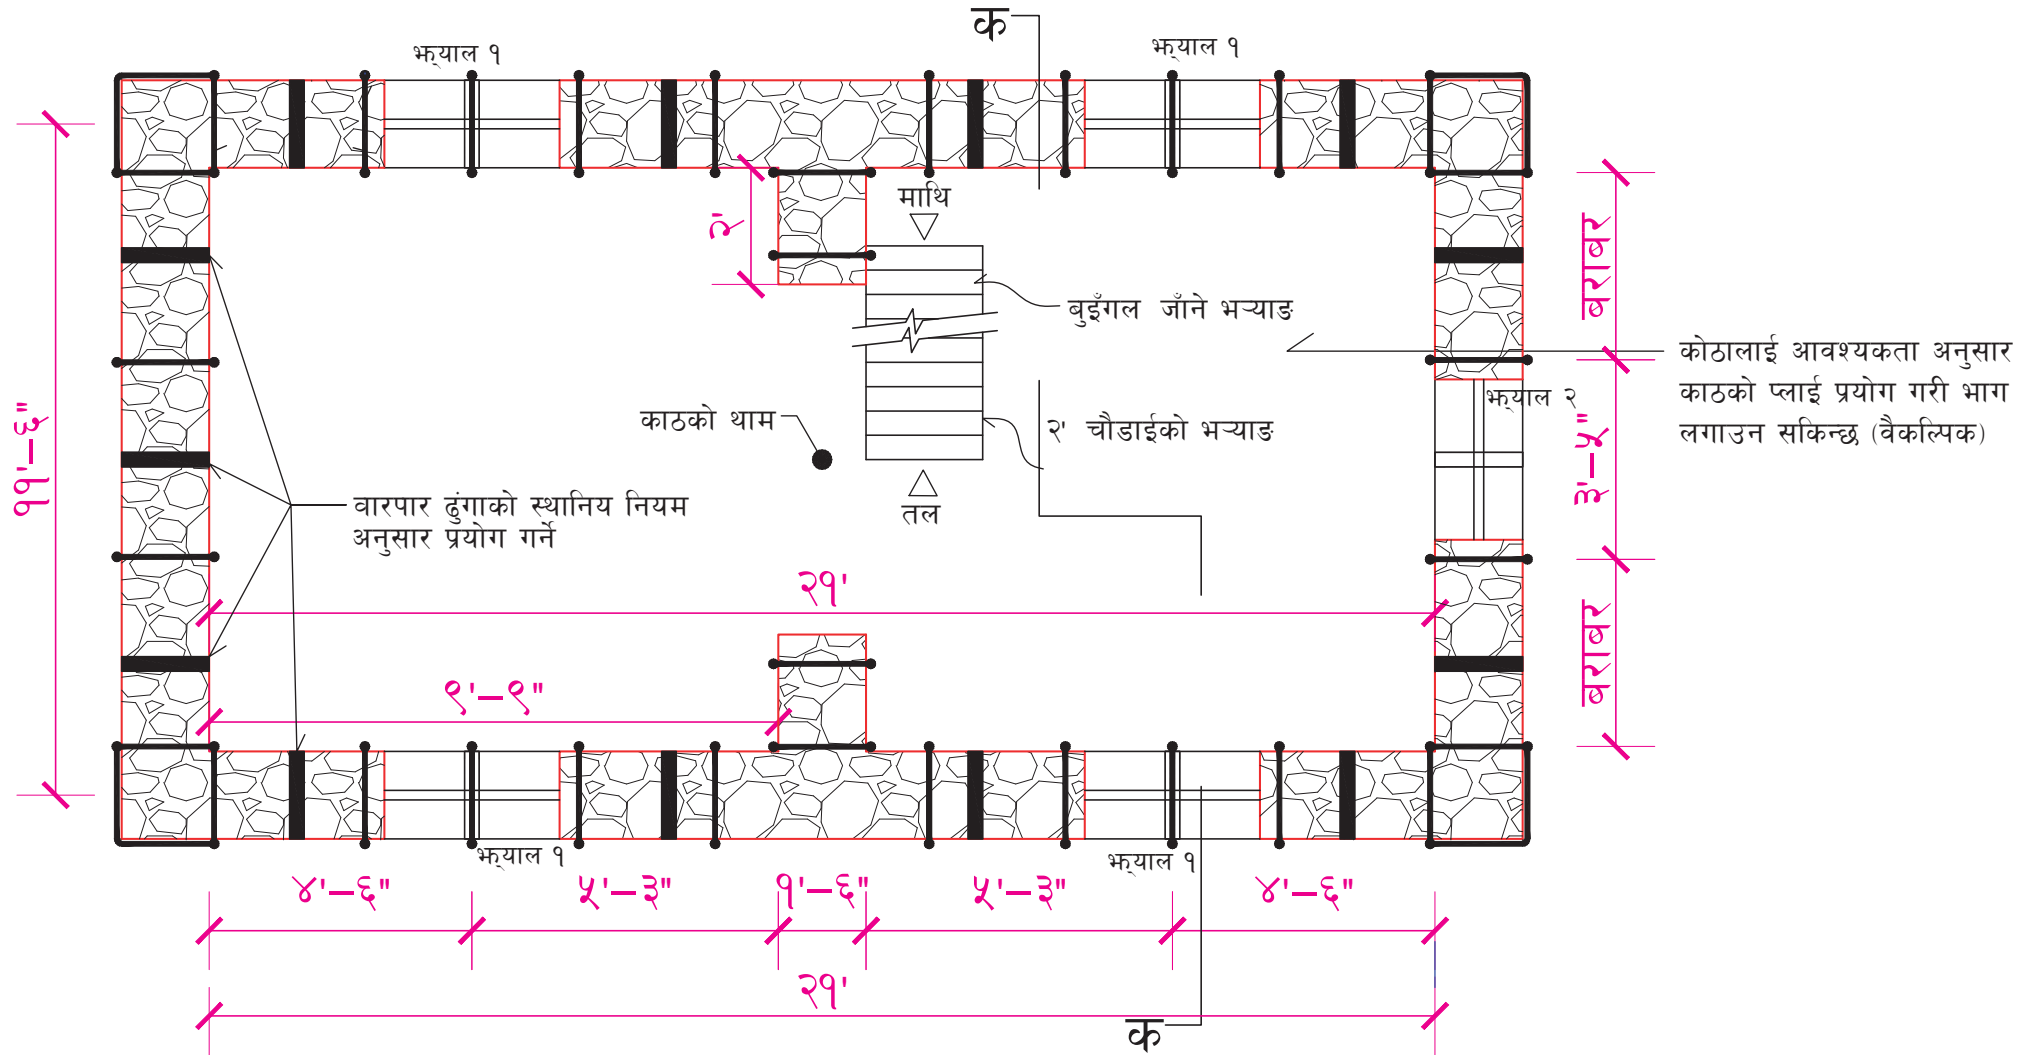 क
झ्याल १
झ्याल १
माथि
२'
बराबर
बुइँगल जाँने भऱ्याङ
कोठालाई आवश्यकता अनुसार
काठको प्लाई प्रयोग गरी भाग
लगाउन सकिन्छ (वैकल्पिक)
झ्याल २
काठको थाम
२' चौडाईको भऱ्याङ
११'–६"
३'–५"
तल
वारपार ढुंगाको स्थानिय नियम
अनुसार प्रयोग गर्ने
२१'
बराबर
९'–९"
झ्याल १
झ्याल १
४'–६"
५'–३"
१'–६"
५'–३"
४'–६"
२१'
क